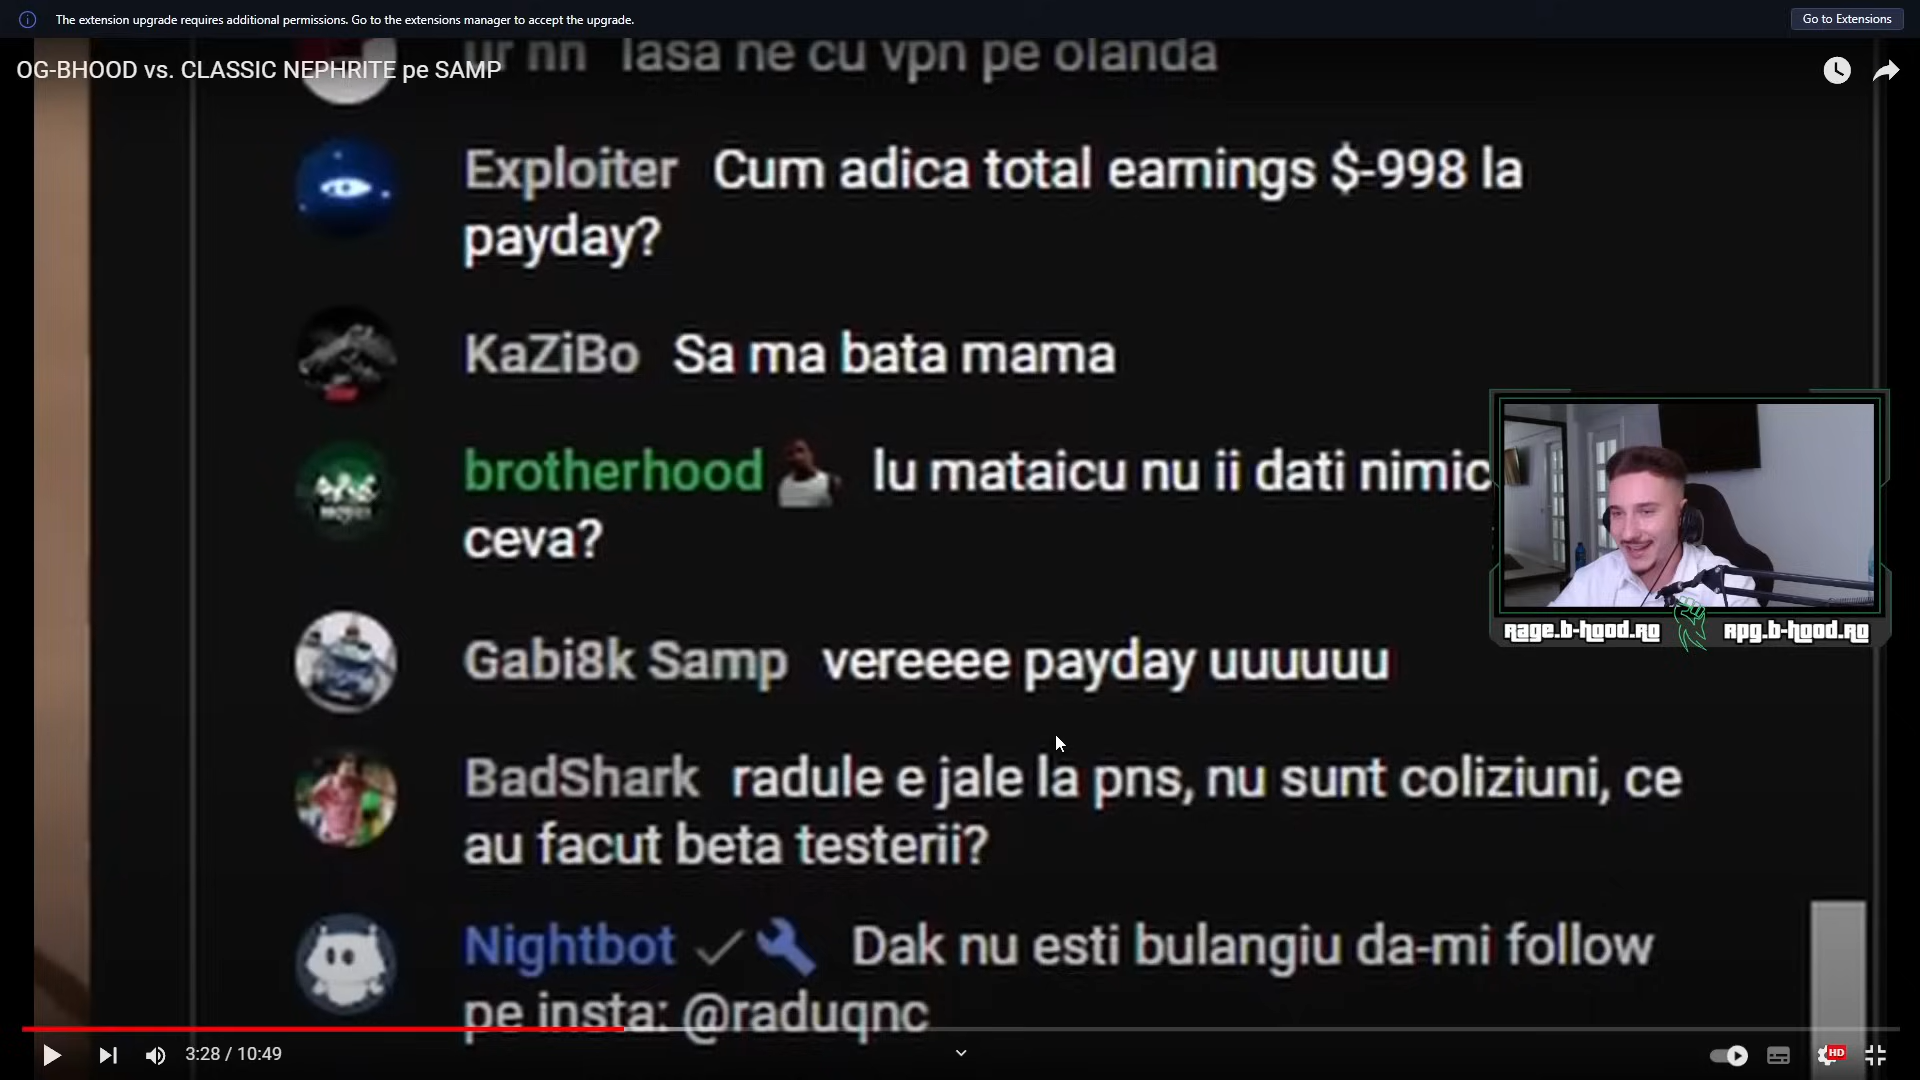 The extension upgrade requires additional permissions. Go to the extensions manager to accept the upgrade.
Go to Extensions
OG-BHOOD vs. CLASSIC NEPHRITE pe SAMP
ur nn lasa ne cu vpn pe olanda
Exploiter Cum adica total earnings $-998 la
payday?
KaZiBo Sa ma bata mama
brotherhood lu mataicu nu ii dati nimic
ceva?
Gabi8k Samp vereeee payday uuuuuu
Rage.b-hood.RO RPG.b-hood.RO
BadShark radule e jale la pns, nu sunt coliziuni, ce
au facut beta testerii?
Nightbot Dak nu esti bulangiu da-mi follow
pe insta: @raduqnc
3:28 / 10:49
HD